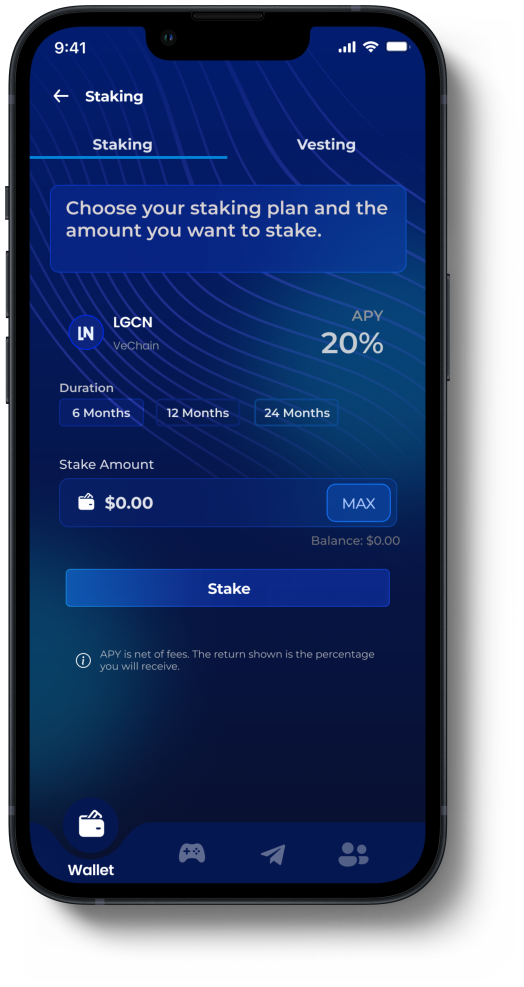 9:41
Staking
Staking Vesting
Choose your staking plan and the
amount you want to stake.
LN
LGCN
VeChain
APY
20%
Duration
6 Months 12 Months 24 Months
Stake Amount
$0.00 MAX
Balance: $0.00
Stake
APY is net of fees. The return shown is the percentage
you will receive.
Wallet